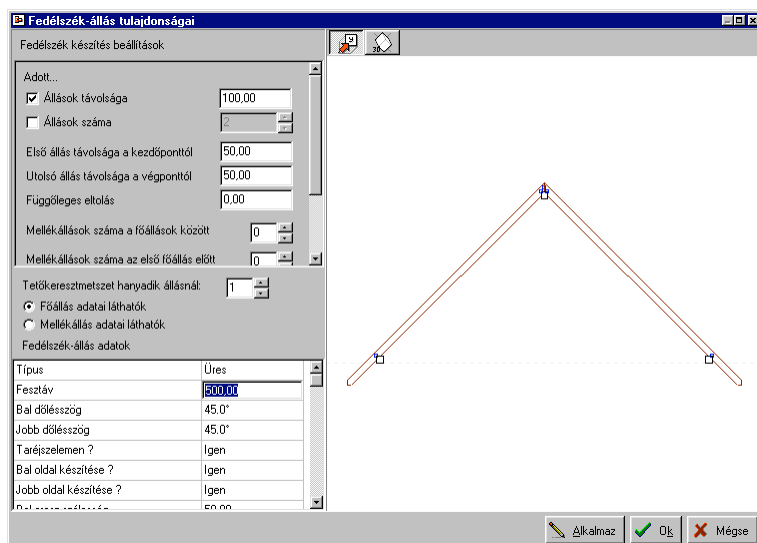 Fedélszék-állás tulajdonságai
Fedélszék készítés beállítások
Adott...
Állások távolsága 100,00
Állások száma 2
Első állás távolsága a kezdőponttól 50,00
Utolsó állás távolsága a végponttól 50,00
Függőleges eltolás 0,00
Mellékállások száma a főállások között 0
Mellékállások száma az első főállás előtt 0
Tetőkeresztmetszet hanyadik állásnál: 1
Főállás adatai láthatók
Mellékállás adatai láthatók
Fedélszék-állás adatok
Típus Üres
Fesztáv 500,00
Bal dőlésszög 45.0°
Jobb dőlésszög 45.0°
Taréjszelemen ? Igen
Bal oldal készítése ? Igen
Jobb oldal készítése ? Igen
3D
Alkalmaz Ok Mégse